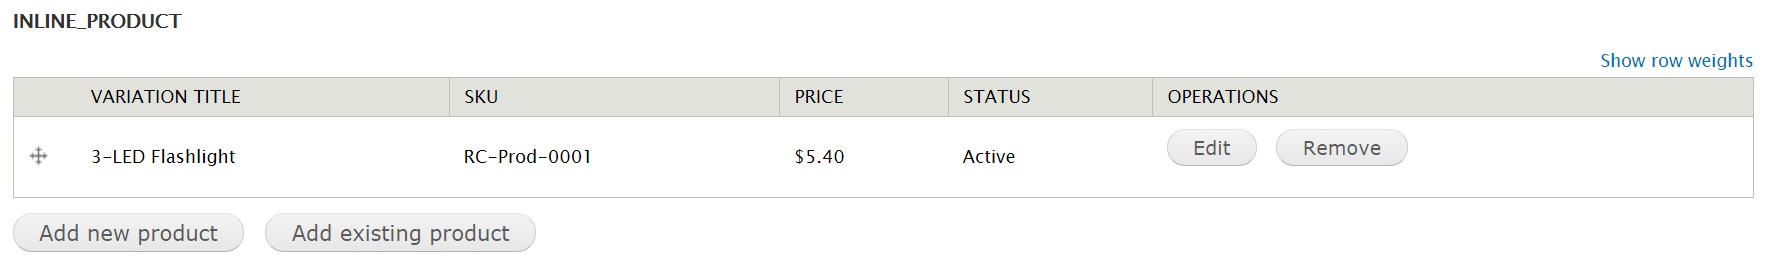 INLINE_PRODUCT
Show row weights
VARIATION TITLE SKU PRICE STATUS OPERATIONS
3-LED Flashlight RC-Prod-0001 $5.40 Active Edit Remove
Add new product Add existing product